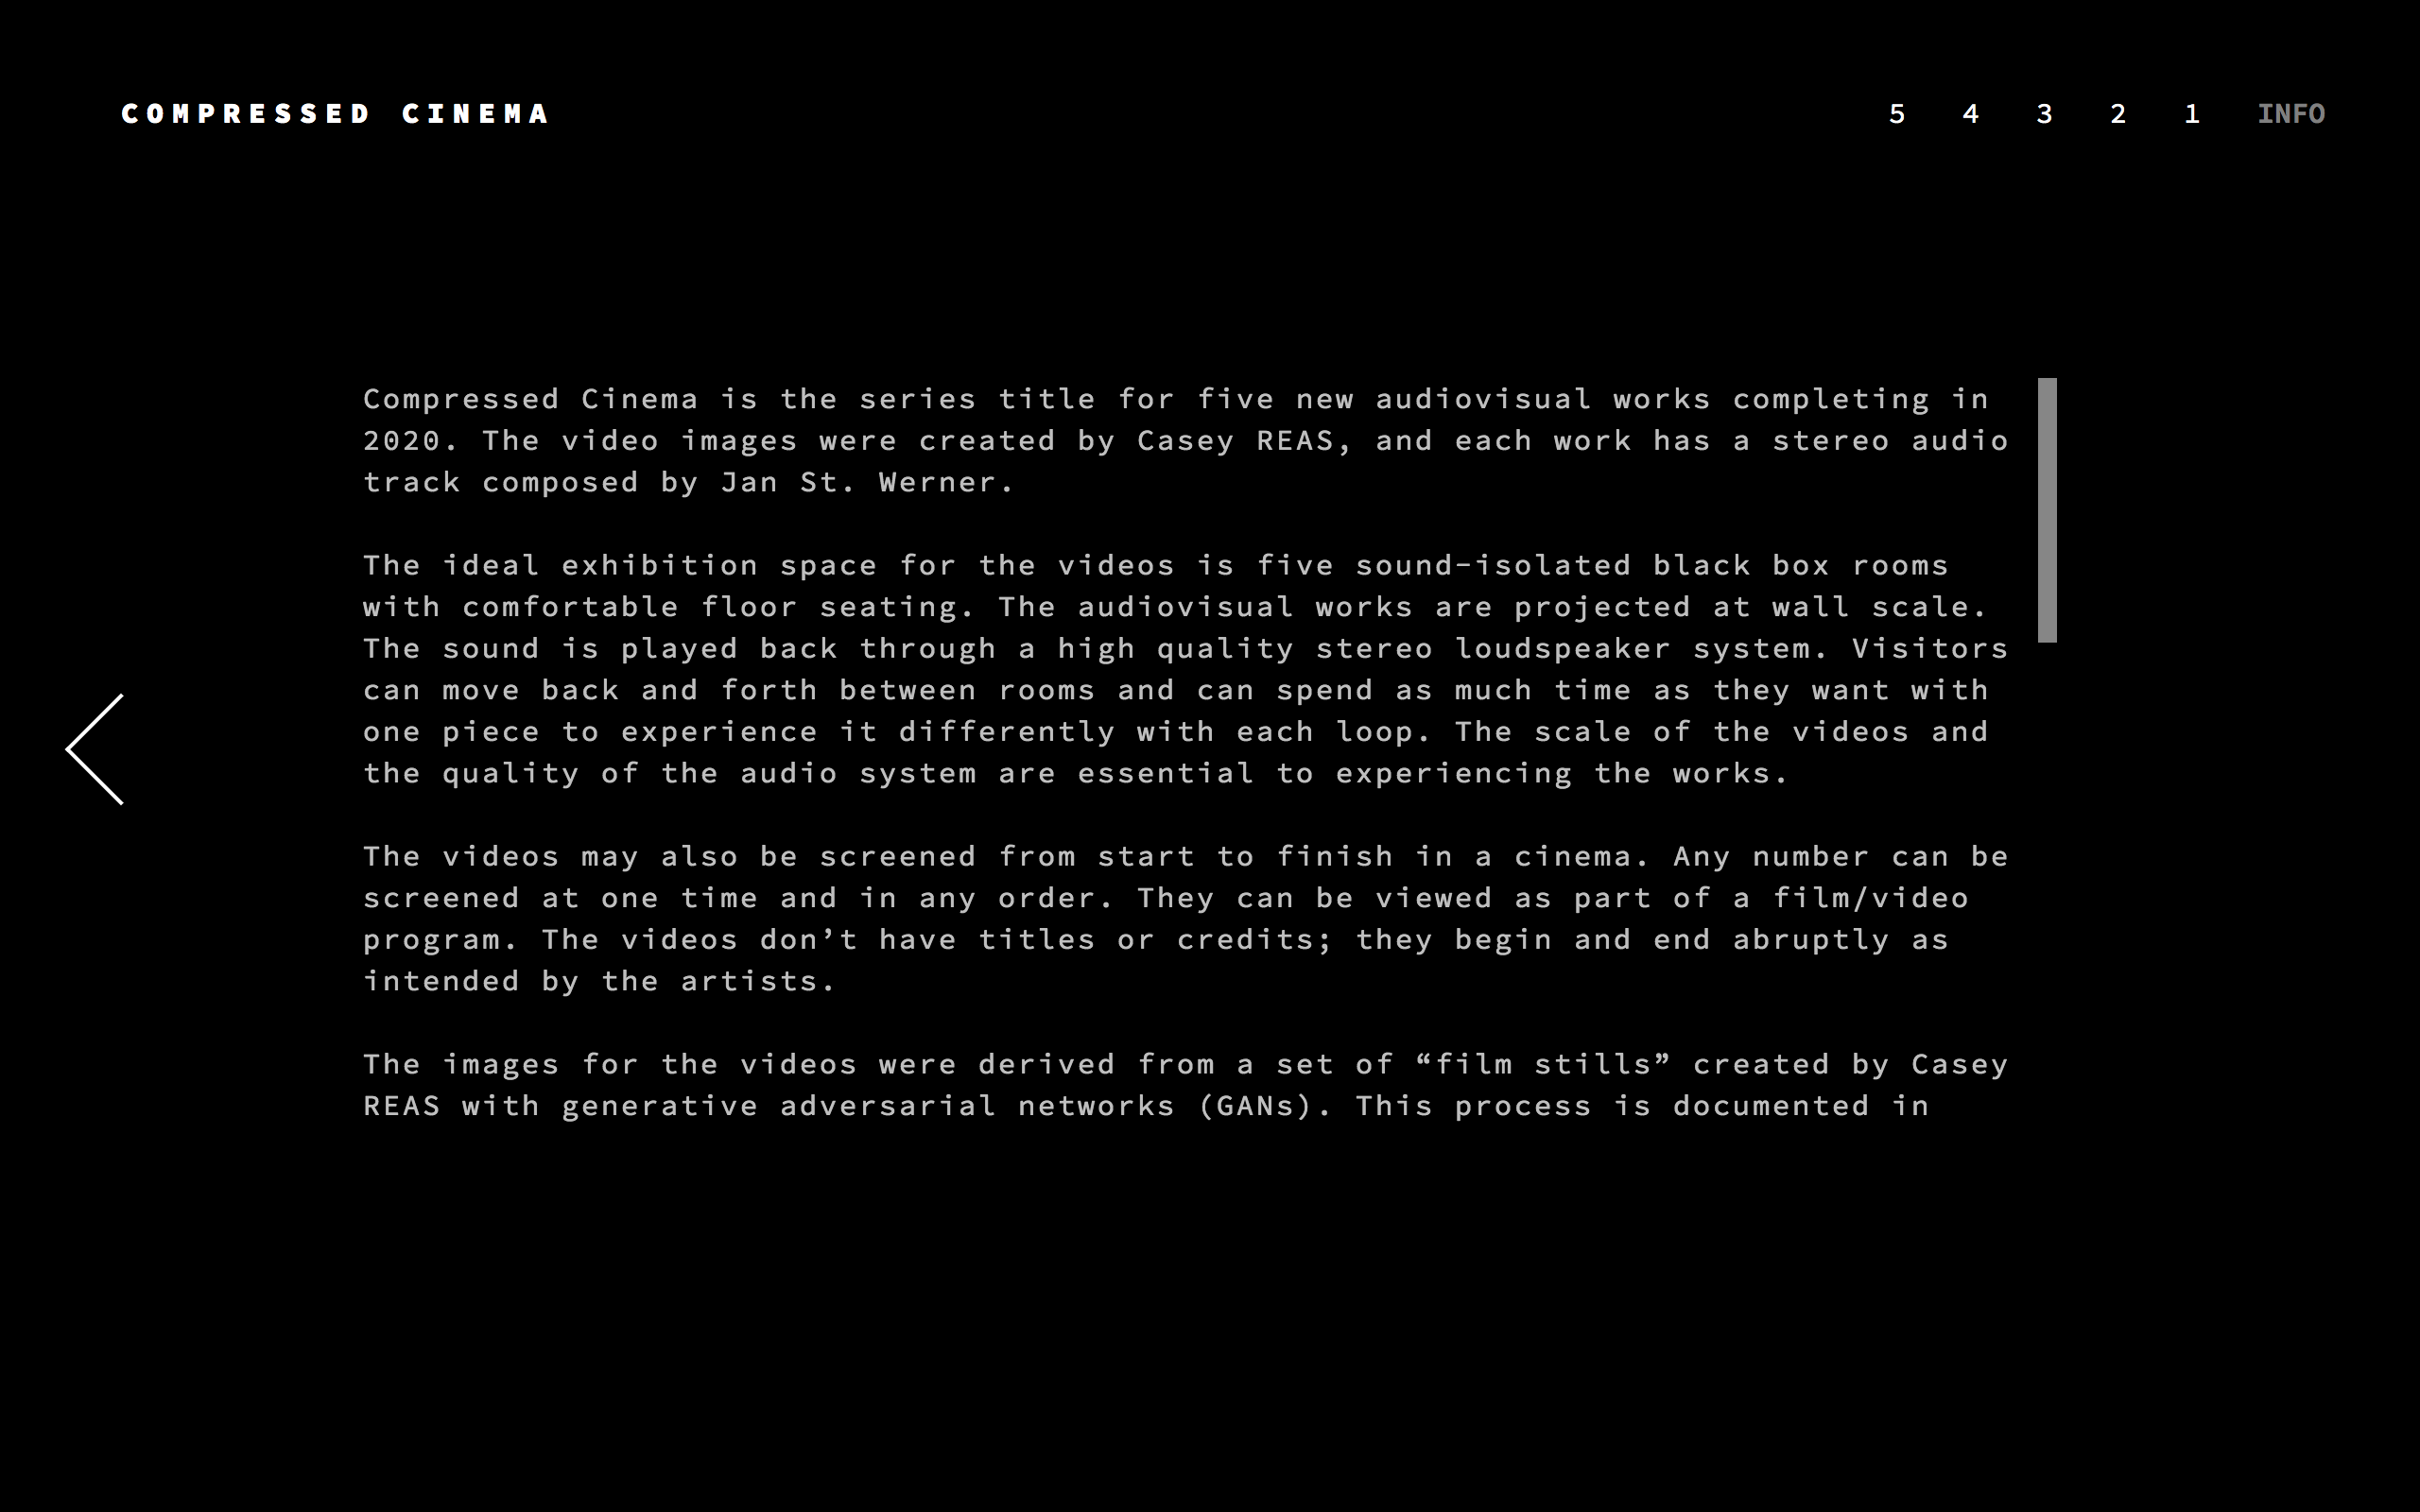 COMPRESSED CINEMA
5 4 3 2 1 INFO
Compressed Cinema is the series title for five new audiovisual works completing in
2020. The video images were created by Casey REAS, and each work has a stereo audio
track composed by Jan St. Werner.
The ideal exhibition space for the videos is five sound-isolated black box rooms
with comfortable floor seating. The audiovisual works are projected at wall scale.
The sound is played back through a high quality stereo loudspeaker system. Visitors
can move back and forth between rooms and can spend as much time as they want with
one piece to experience it differently with each loop. The scale of the videos and
the quality of the audio system are essential to experiencing the works.
The videos may also be screened from start to finish in a cinema. Any number can be
screened at one time and in any order. They can be viewed as part of a film/video
program. The videos don’t have titles or credits; they begin and end abruptly as
intended by the artists.
The images for the videos were derived from a set of “film stills” created by Casey
REAS with generative adversarial networks (GANs). This process is documented in